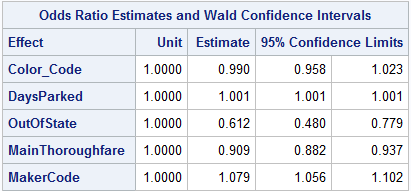 Odds Ratio Estimates and Wald Confidence Intervals
Effect Unit Estimate 95% Confidence Limits
Color_Code 1.0000 0.990 0.958 1.023
DaysParked 1.0000 1.001 1.001 1.001
OutOfState 1.0000 0.612 0.480 0.779
MainThoroughfare 1.0000 0.909 0.882 0.937
MakerCode 1.0000 1.079 1.056 1.102